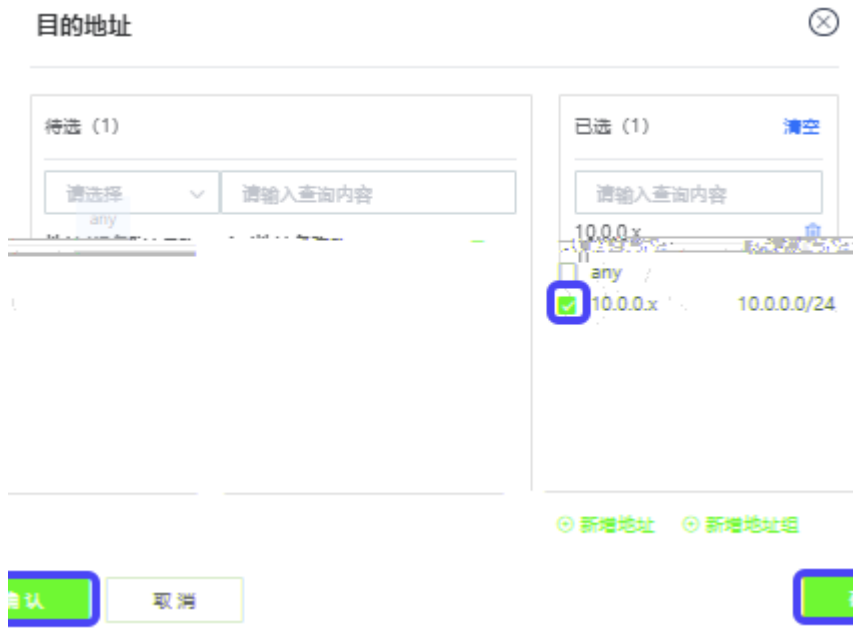 目的地址
待选（1）
已选（1） 清空
请选择 请输入查询内容
请输入查询内容
any
10.0.0.x
any
10.0.0.x 10.0.0.0/24
新增地址 新增地址组
认 取消